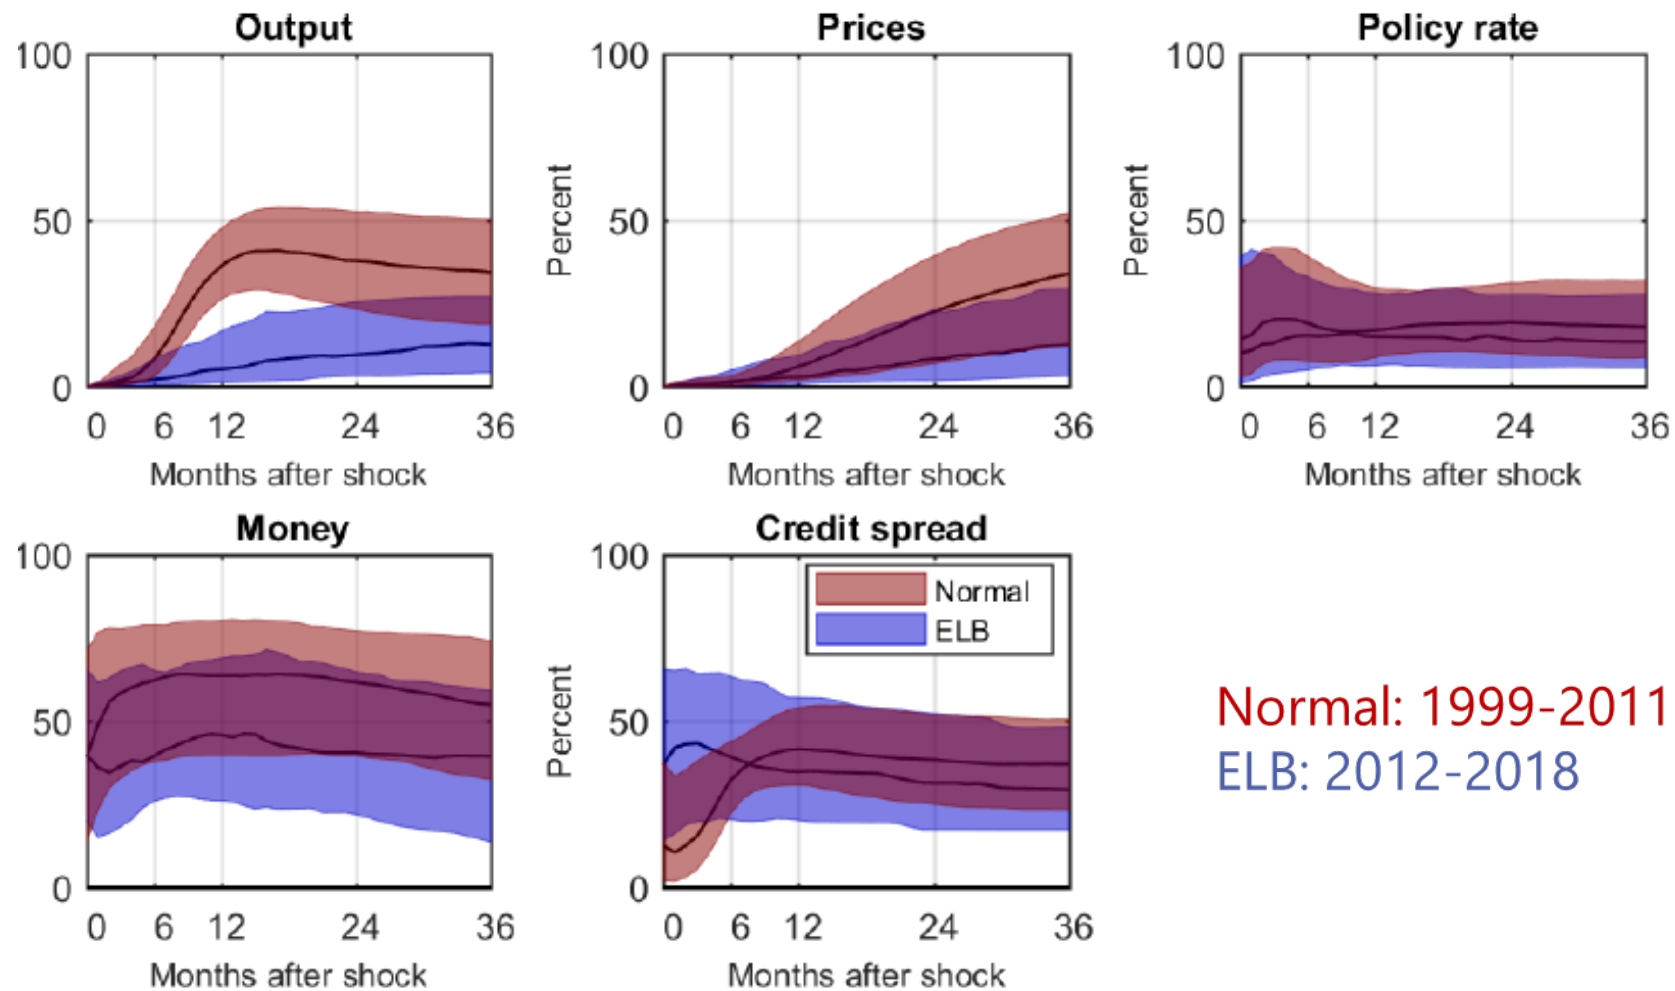 Output
100
50
0
0 6 12 24 36
Months after shock
Prices
Percent
100
50
0
0 6 12 24 36
Months after shock
Policy rate
Percent
100
50
0
0 6 12 24 36
Months after shock
Money
100
50
0
0 6 12 24 36
Months after shock
Credit spread
Percent
100
50
0
Normal
ELB
0 6 12 24 36
Months after shock
Normal: 1999-2011
ELB: 2012-2018